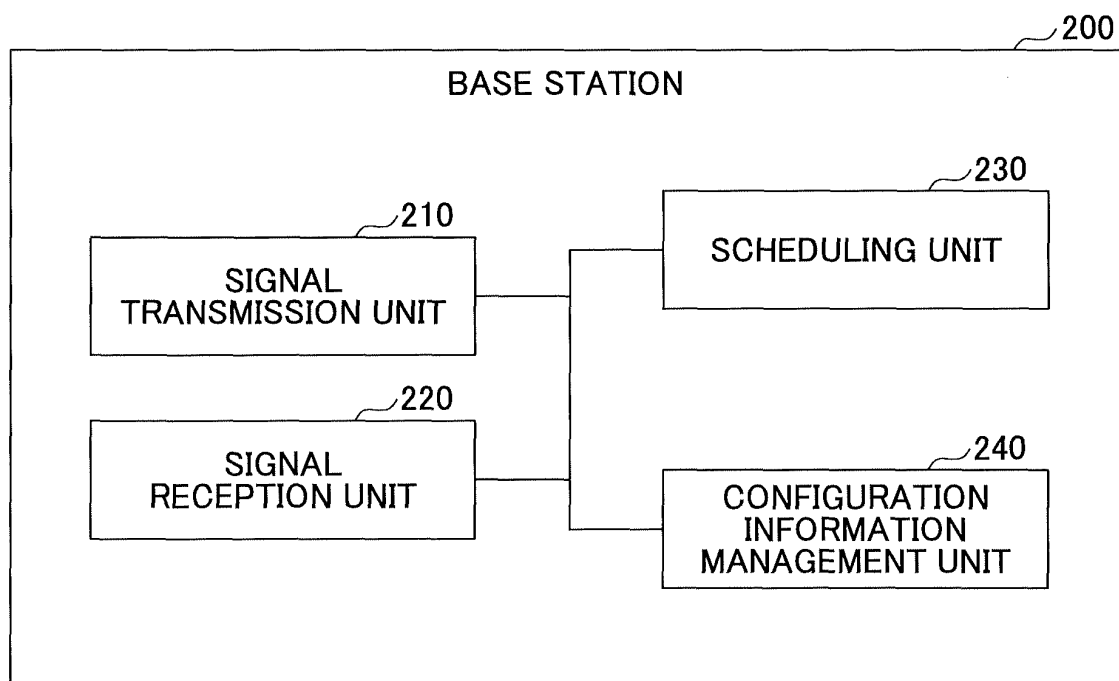 200
BASE STATION
210
SIGNAL
TRANSMISSION UNIT
220
SIGNAL
RECEPTION UNIT
230
SCHEDULING UNIT
240
CONFIGURATION
INFORMATION
MANAGEMENT UNIT